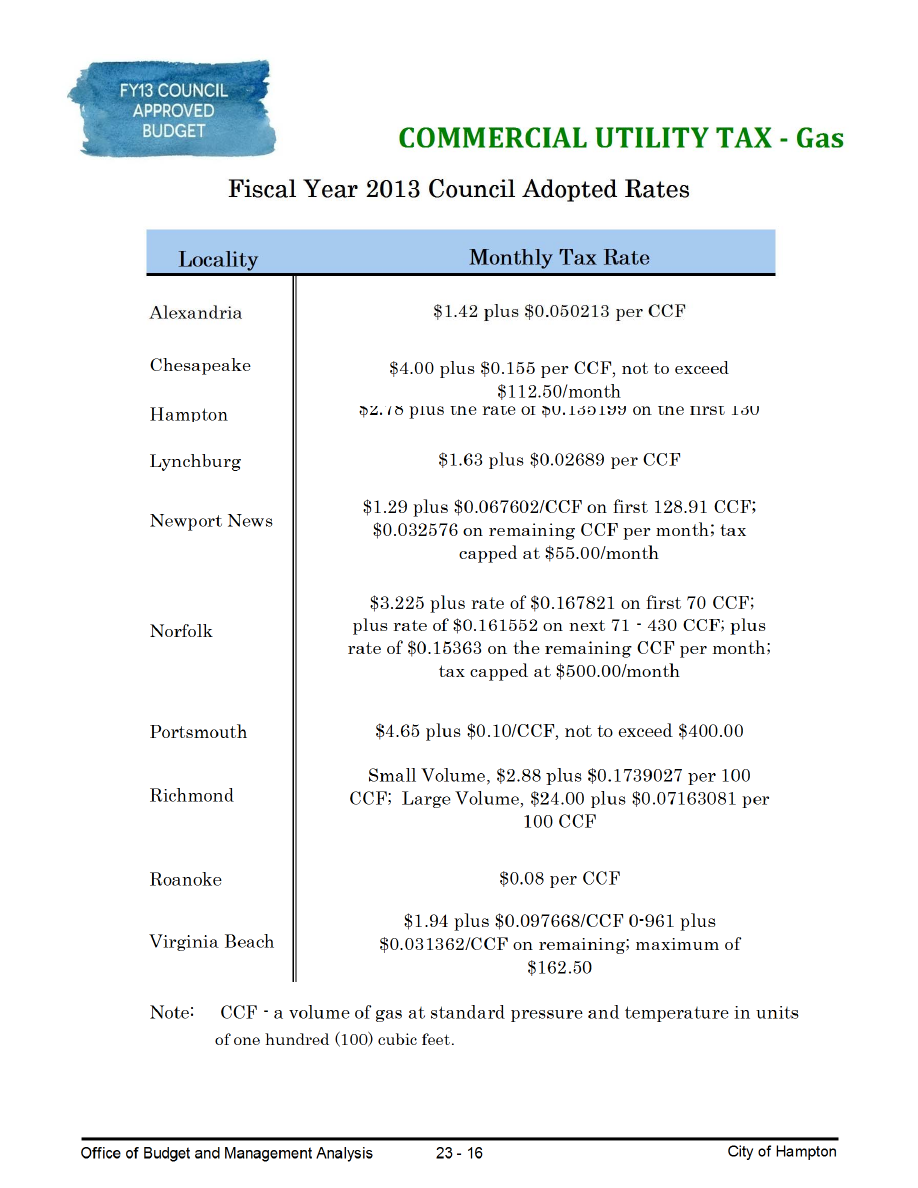 FY13 COUNCIL
APPROVED
BUDGET
COMMERCIAL UTILITY TAX - Gas
Fiscal Year 2013 Council Adopted Rates
Locality Monthly Tax Rate
Alexandria $1.42 plus $0.050213 per CCF
Chesapeake $4.00 plus $0.155 per CCF, not to exceed
$112.50/month
Hampton $2.78 plus the rate of $0.135199 on the first 130
Lynchburg $1.63 plus $0.02689 per CCF
Newport News $1.29 plus $0.067602/CCF on first 128.91 CCF;
$0.032576 on remaining CCF per month; tax
capped at $55.00/month
Norfolk $3.225 plus rate of $0.167821 on first 70 CCF;
plus rate of $0.161552 on next 71 - 430 CCF; plus
rate of $0.15363 on the remaining CCF per month;
tax capped at $500.00/month
Portsmouth $4.65 plus $0.10/CCF, not to exceed $400.00
Richmond Small Volume, $2.88 plus $0.1739027 per 100
CCF; Large Volume, $24.00 plus $0.07163081 per
100 CCF
Roanoke $0.08 per CCF
Virginia Beach $1.94 plus $0.097668/CCF 0-961 plus
$0.031362/CCF on remaining; maximum of
$162.50
Note: CCF - a volume of gas at standard pressure and temperature in units
of one hundred (100) cubic feet.
Office of Budget and Management Analysis 23 - 16 City of Hampton